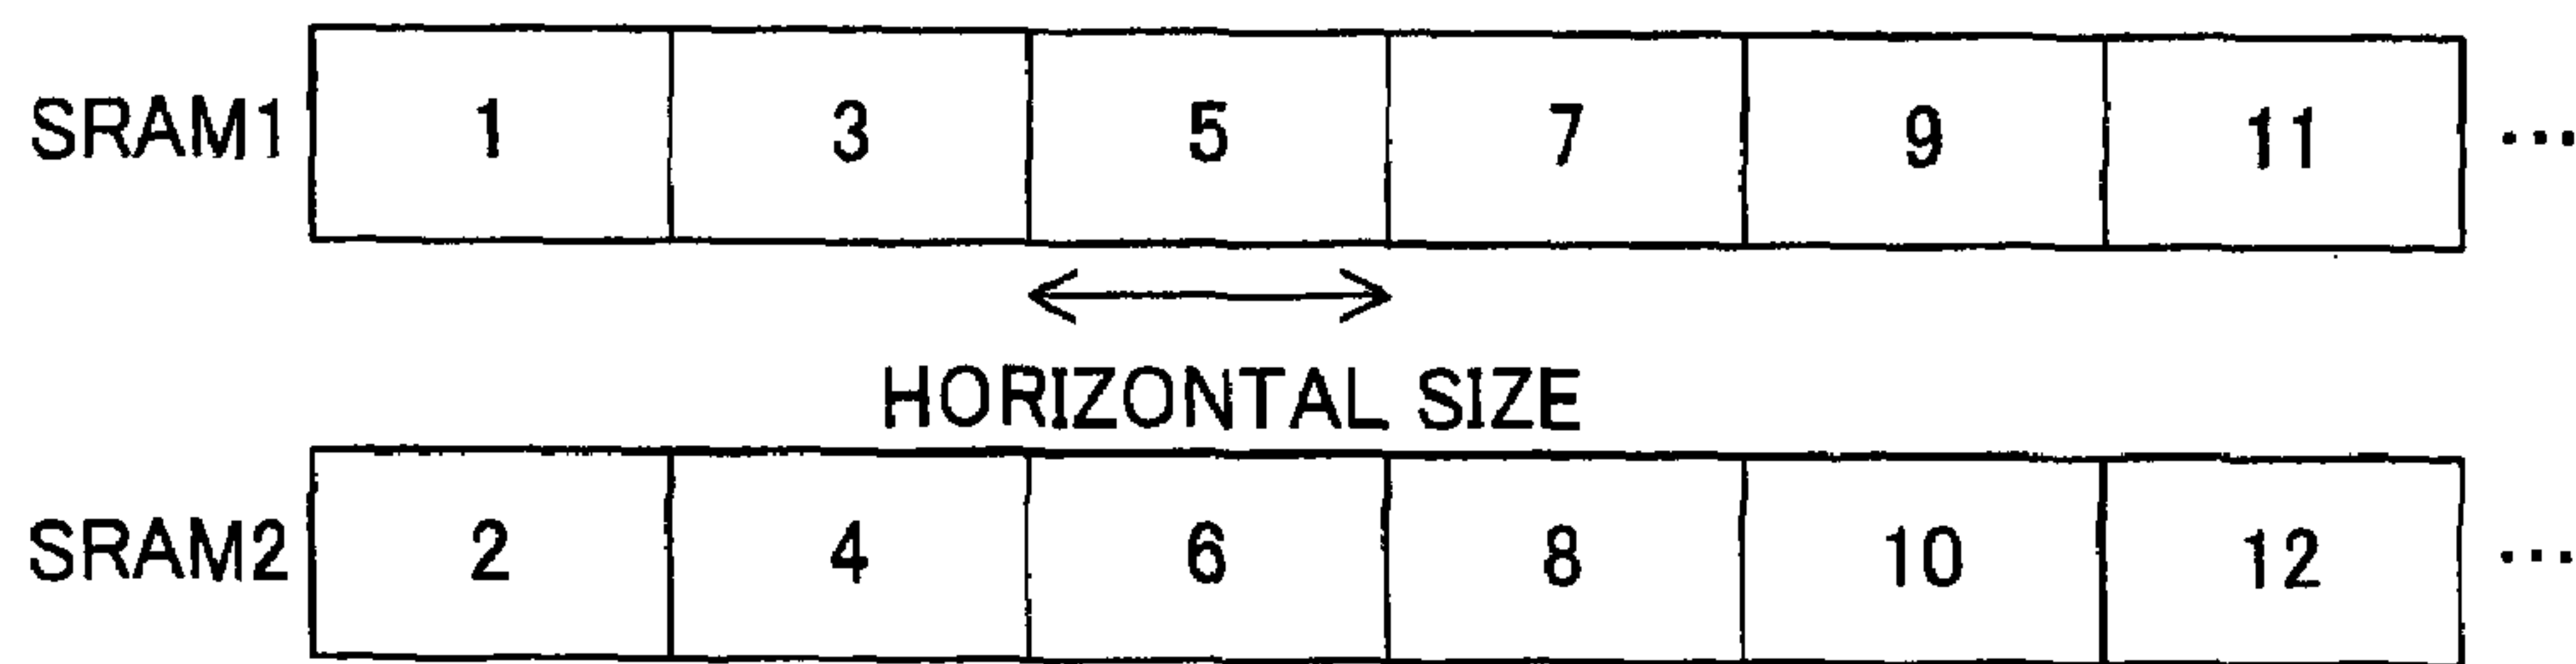 SRAM1 1 3 5 7 9 11 ...
HORIZONTAL SIZE
SRAM2 2 4 6 8 10 12 ...